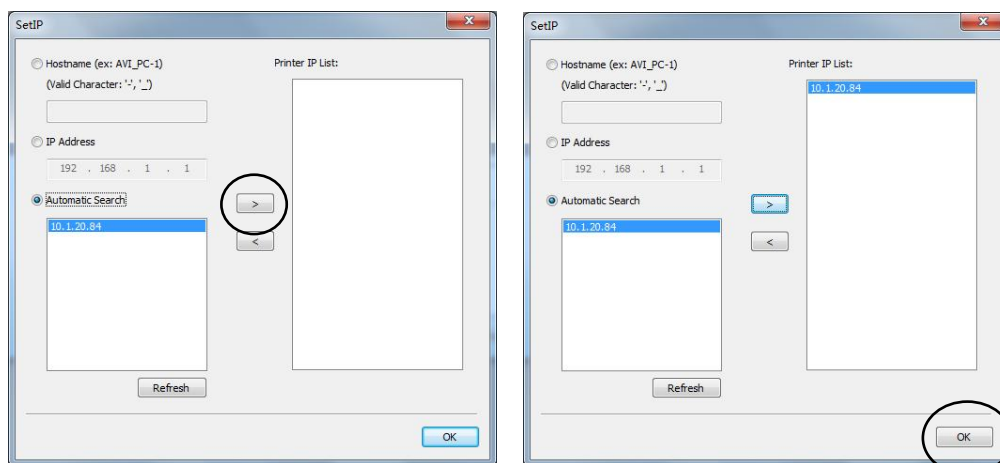 SetIP
Hostname (ex: AVI_PC-1)
(Valid Character: '-', '_')
IP Address
192 . 168 . 1 . 1
Automatic Search
10.1.20.84
Refresh
>
<
Printer IP List:
OK
SetIP
Hostname (ex: AVI_PC-1)
(Valid Character: '-', '_')
IP Address
192 . 168 . 1 . 1
Automatic Search
10.1.20.84
Refresh
>
<
Printer IP List:
10.1.20.84
OK